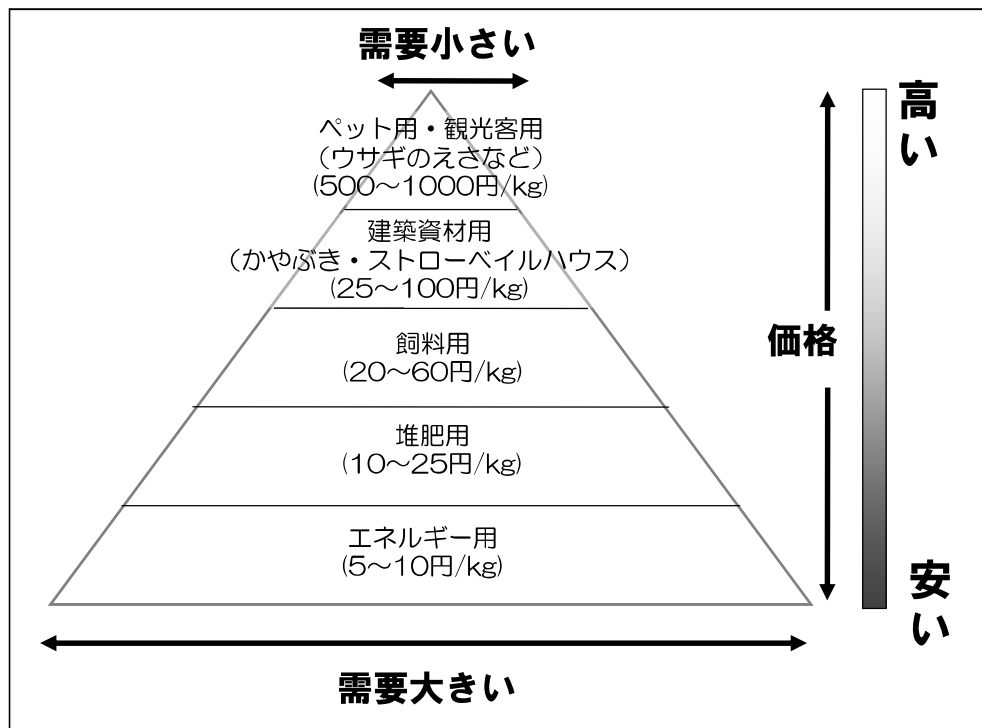 需要小さい
ペット用・観光客用
（ウサギのえさなど）
(500～1000円/kg)
建築資材用
（かやぶき・ストローベイルハウス）
(25～100円/kg)
飼料用
(20～60円/kg)
堆肥用
(10～25円/kg)
エネルギー用
(5～10円/kg)
需要大きい
価格
高い
安い